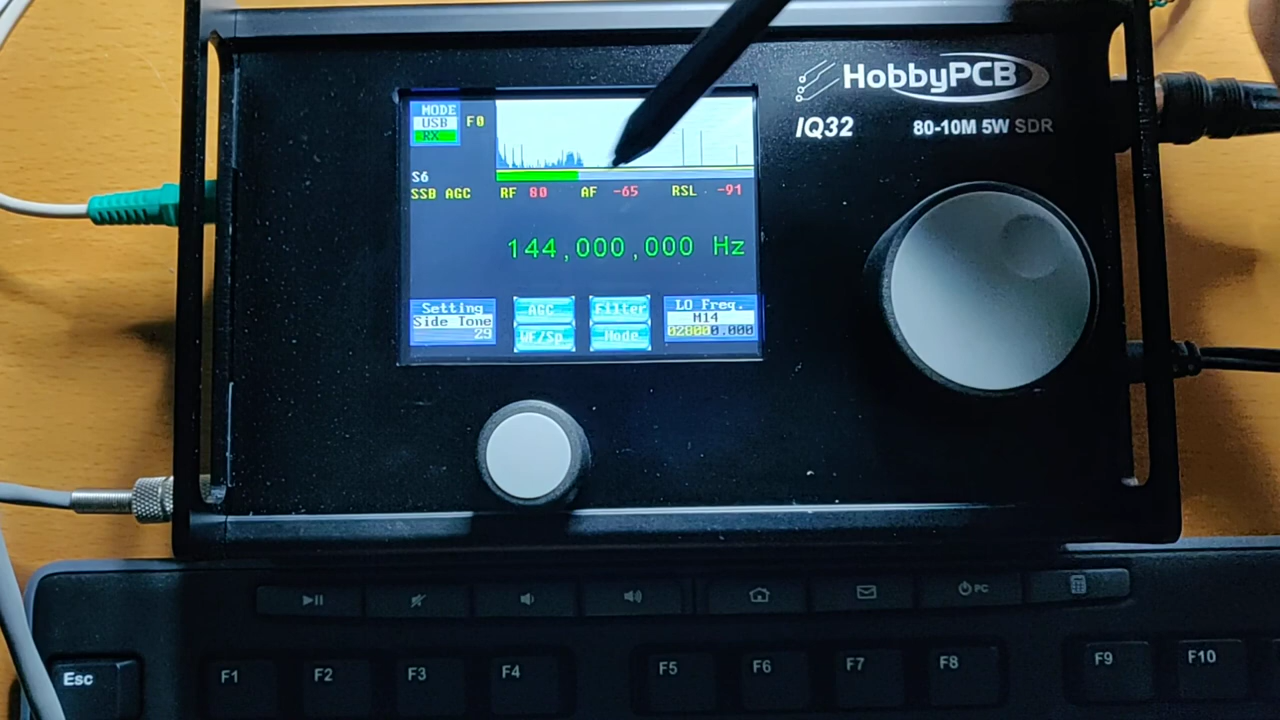 HobbyPCB
IQ32
80-10M 5W SDR
MODE
USB
RX
F0
S6
SSB AGC
RF 80 AF -65 RSL -91
144,000,000 Hz
Setting
Side Tone
29
AGC
Filter
WF/Sp
Mode
LO Freq.
M14
028000.000
PC
Esc
F1
F2
F3
F4
F5
F6
F7
F8
F9
F10